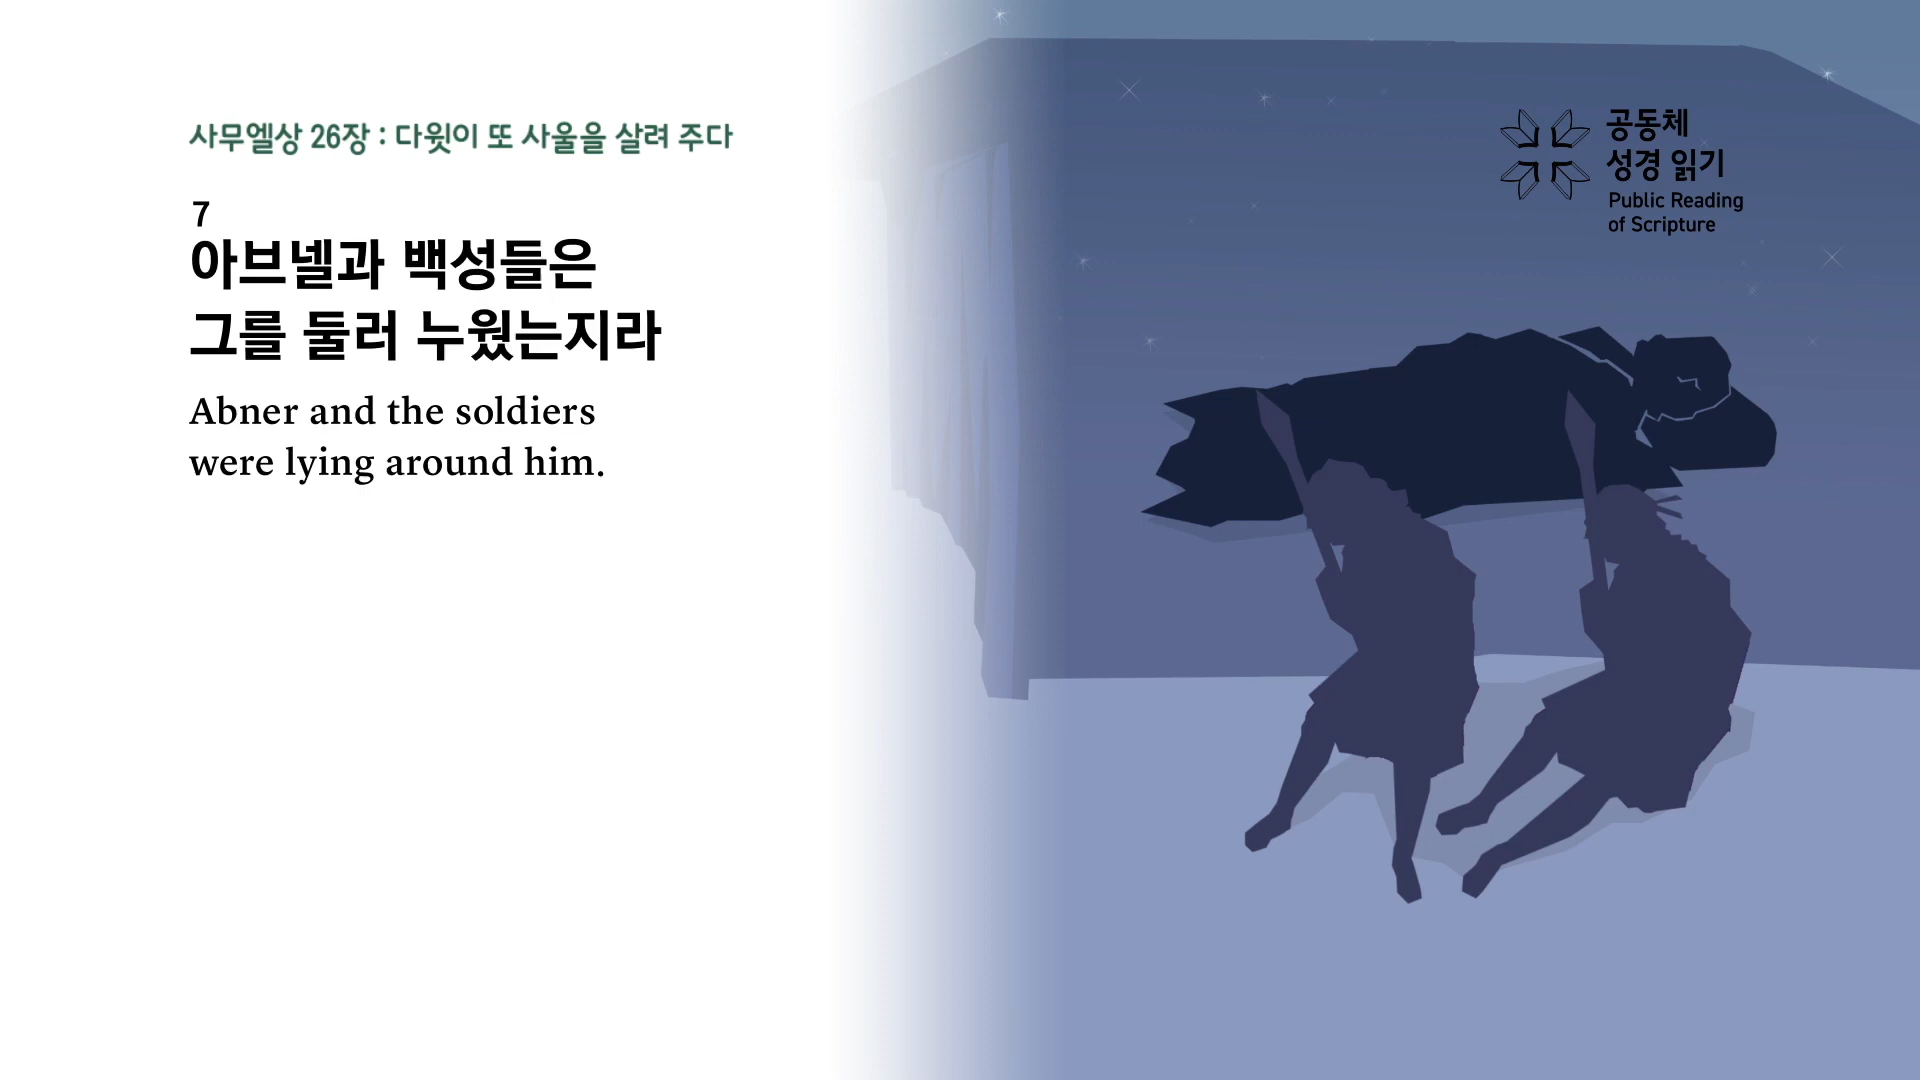 사무엘상 26장 : 다윗이 또 사울을 살려 주다
7
아브넬과 백성들은
그를 둘러 누웠는지라
Abner and the soldiers
were lying around him.
공동체
성경 읽기
Public Reading
of Scripture